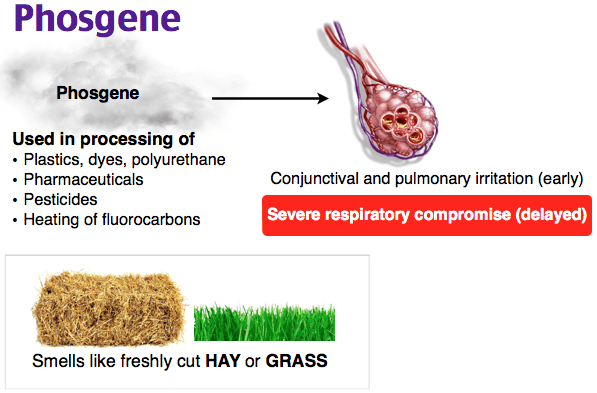 Phosgene
Phosgene
Used in processing of
• Plastics, dyes, polyurethane
• Pharmaceuticals
• Pesticides
• Heating of fluorocarbons
Conjunctival and pulmonary irritation (early)
Severe respiratory compromise (delayed)
Smells like freshly cut HAY or GRASS